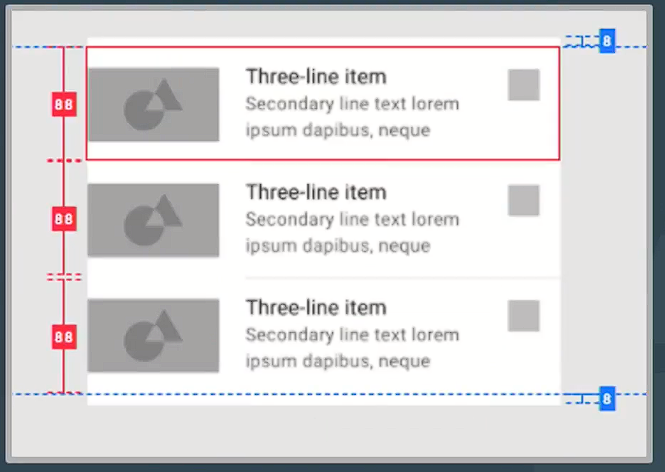 8
88
Three-line item
Secondary line text lorem
ipsum dapibus, neque
88
Three-line item
Secondary line text lorem
ipsum dapibus, neque
88
Three-line item
Secondary line text lorem
ipsum dapibus, neque
8